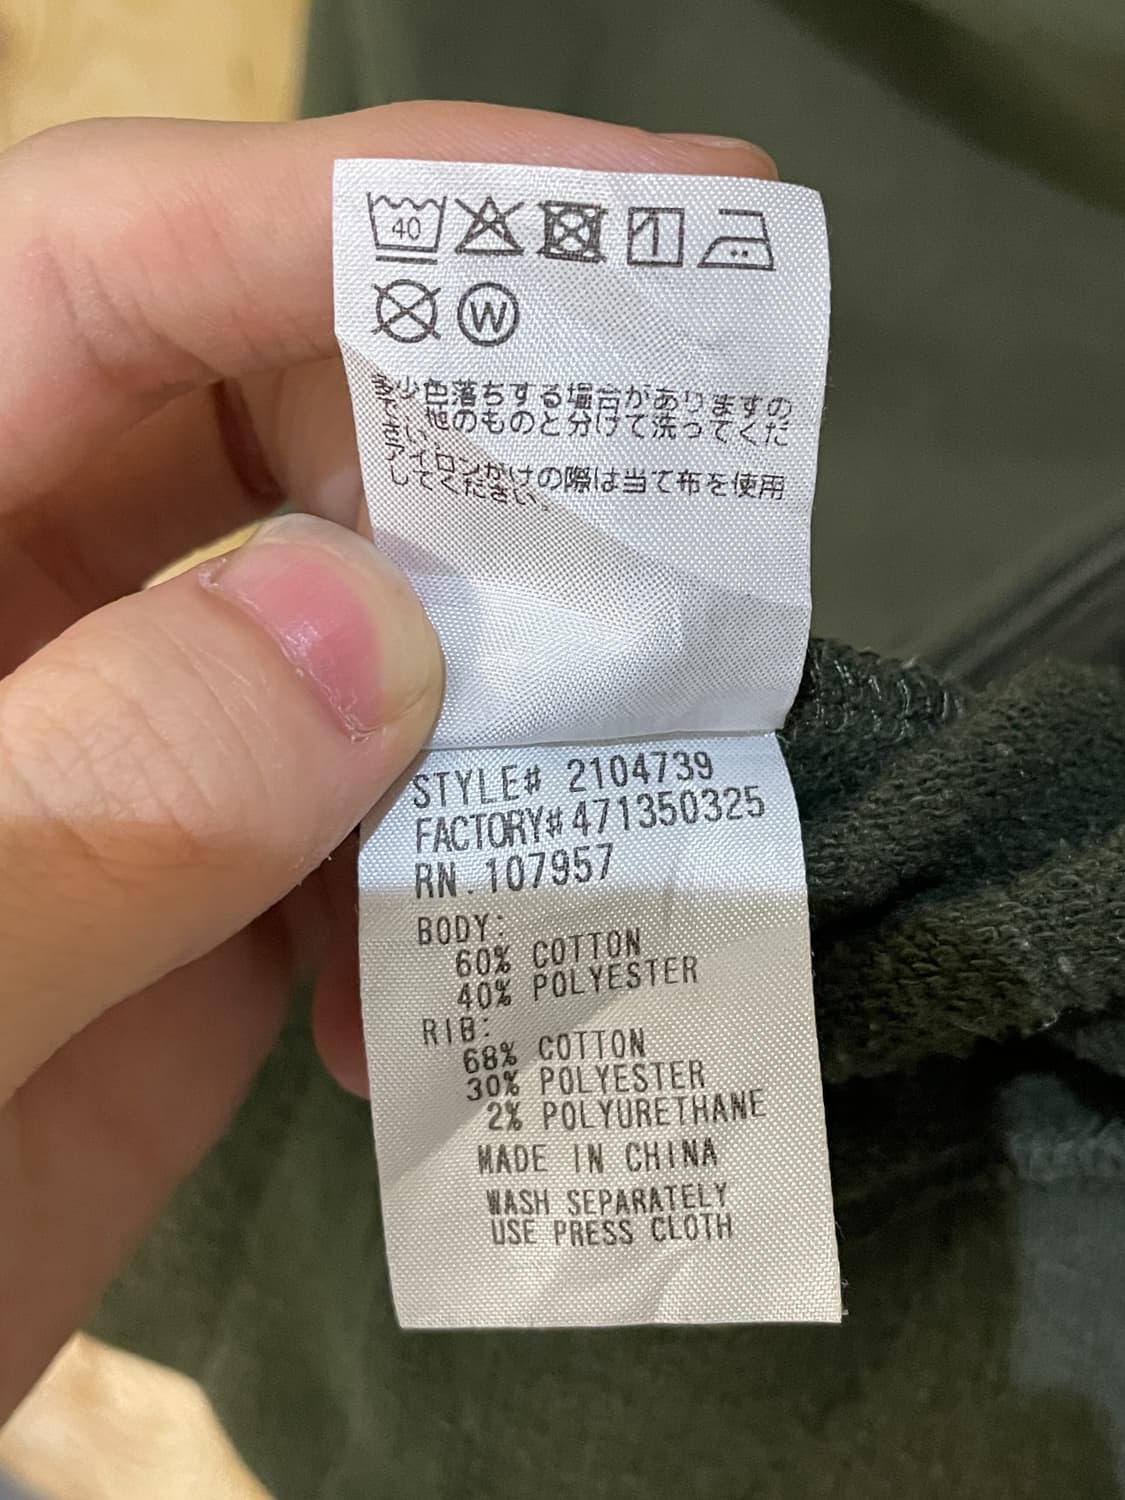 40
W
多少色落ちする場合がありますの
で、他のものと分けて洗ってくだ
さい。
アイロンがけの際は当て布を使用
してください。
STYLE# 2104739
FACTORY#471350325
RN.107957
BODY:
60% COTTON
40% POLYESTER
RIB:
68% COTTON
30% POLYESTER
2% POLYURETHANE
MADE IN CHINA
WASH SEPARATELY
USE PRESS CLOTH